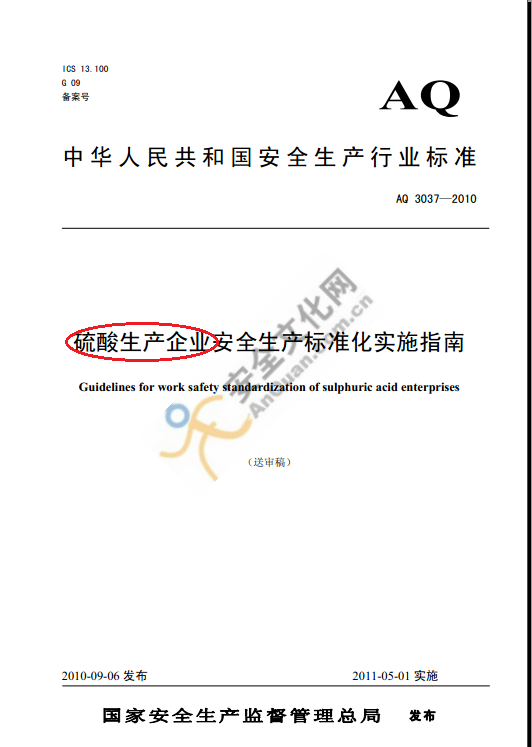 ICS 13.100
G 09
备案号
AQ
中华人民共和国安全生产行业标准
AQ 3037—2010
硫酸生产企业安全生产标准化实施指南
Guidelines for work safety standardization of sulphuric acid enterprises
安全文化网
AnQuan.Com.Cn
（送审稿）
2010-09-06 发布
2011-05-01 实施
国家安全生产监督管理总局 发布